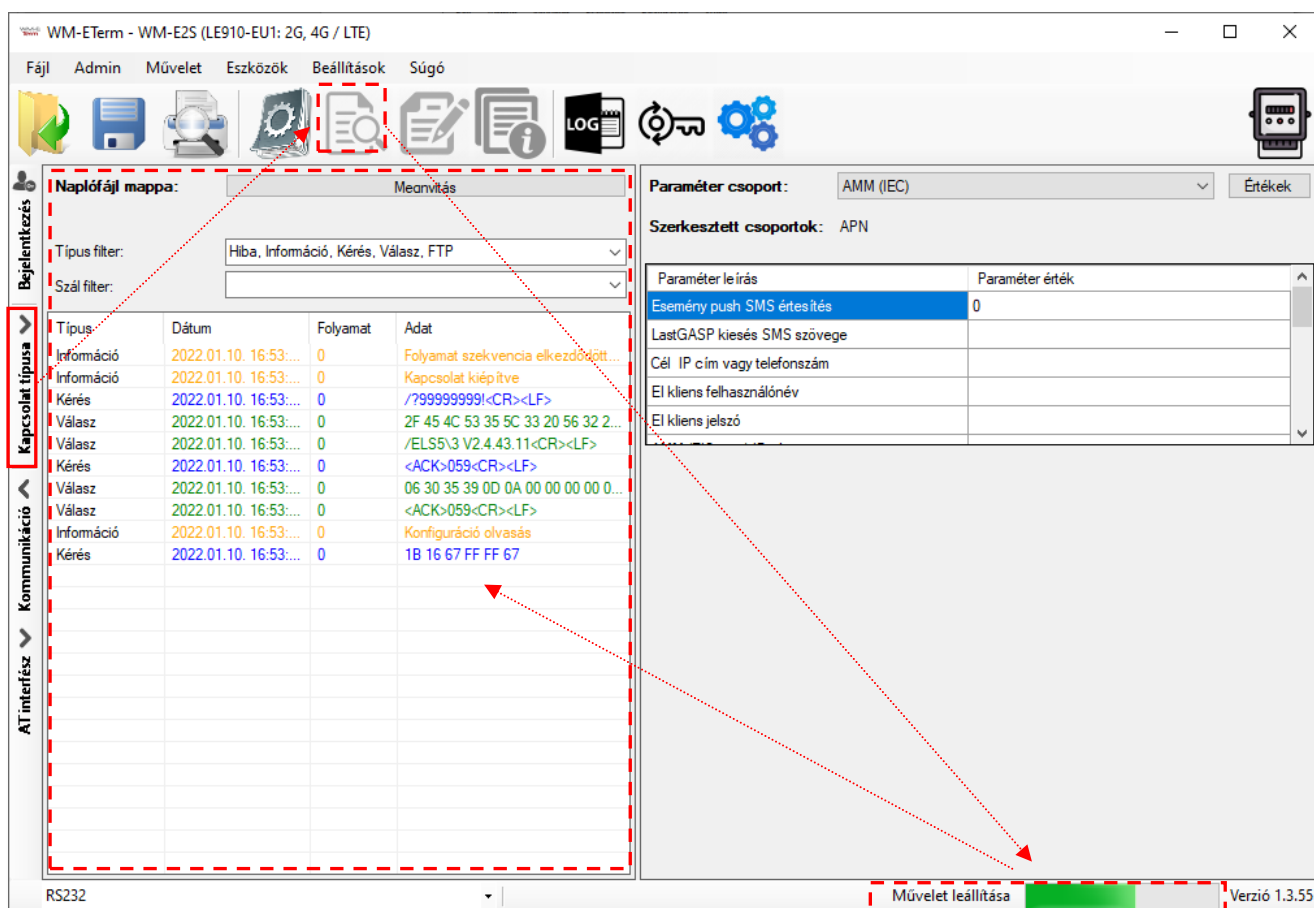 WM-ETerm - WM-E2S (LE910-EU1: 2G, 4G / LTE)
Fájl Admin Művelet Eszközök Beállítások Súgó
LOG
Bejelentkezés
Kapcsolat típusa
Kommunikáció
AT interfész
Naplófájl mappa: Megnyitás
Típus filter: Hiba, Információ, Kérés, Válasz, FTP
Szál filter:
Típus Dátum Folyamat Adat
Információ 2022.01.10. 16:53:... 0 Folyamat szekvencia elkezdődött...
Információ 2022.01.10. 16:53:... 0 Kapcsolat kiépítve
Kérés 2022.01.10. 16:53:... 0 /?99999999!<CR><LF>
Válasz 2022.01.10. 16:53:... 0 2F 45 4C 53 35 5C 33 20 56 32 2...
Válasz 2022.01.10. 16:53:... 0 /ELS5\3 V2.4.43.11<CR><LF>
Kérés 2022.01.10. 16:53:... 0 <ACK>059<CR><LF>
Válasz 2022.01.10. 16:53:... 0 06 30 35 39 0D 0A 00 00 00 00 0...
Válasz 2022.01.10. 16:53:... 0 <ACK>059<CR><LF>
Információ 2022.01.10. 16:53:... 0 Konfiguráció olvasás
Kérés 2022.01.10. 16:53:... 0 1B 16 67 FF FF 67
Paraméter csoport: AMM (IEC) Értékek
Szerkesztett csoportok: APN
Paraméter leírás Paraméter érték
Esemény push SMS értesítés 0
LastGASP kiesés SMS szövege
Cél IP cím vagy telefonszám
EI kliens felhasználónév
EI kliens jelszó
RS232 Művelet leállítása Verzió 1.3.55